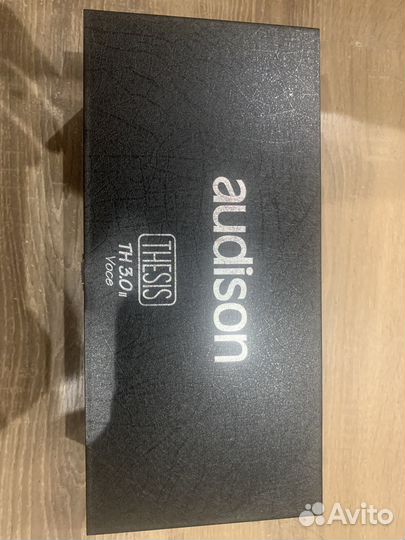 audison
THESIS
TH 3.0 II
Voce
Avito